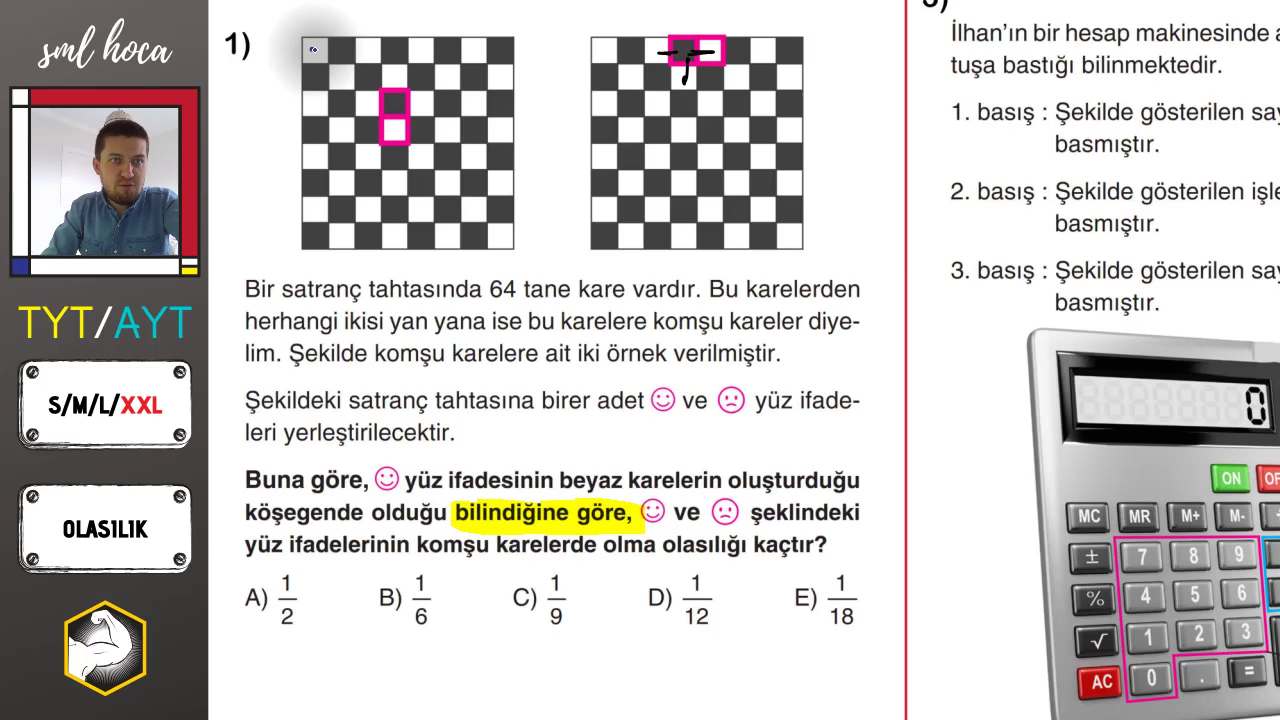 sml hoca
TYT/AYT
S/M/L/XXL
OLASILIK
1)
Bir satranç tahtasında 64 tane kare vardır. Bu karelerden
herhangi ikisi yan yana ise bu karelere komşu kareler diye-
lim. Şekilde komşu karelere ait iki örnek verilmiştir.
Şekildeki satranç tahtasına birer adet ☺ ve ☹ yüz ifade-
leri yerleştirilecektir.
Buna göre, ☺ yüz ifadesinin beyaz karelerin oluşturduğu
köşegende olduğu bilindiğine göre, ☺ ve ☹ şeklindeki
yüz ifadelerinin komşu karelerde olma olasılığı kaçtır?
A) 1/2 B) 1/6 C) 1/9 D) 1/12 E) 1/18
İlhan'ın bir hesap makinesinde
tuşa bastığı bilinmektedir.
1. basış : Şekilde gösterilen
basmıştır.
2. basış : Şekilde gösterilen
basmıştır.
3. basış : Şekilde gösterilen
basmıştır.
0
ON
MC MR M+ M-
± 7 8 9
% 4 5 6
√ 1 2 3
AC 0 . =